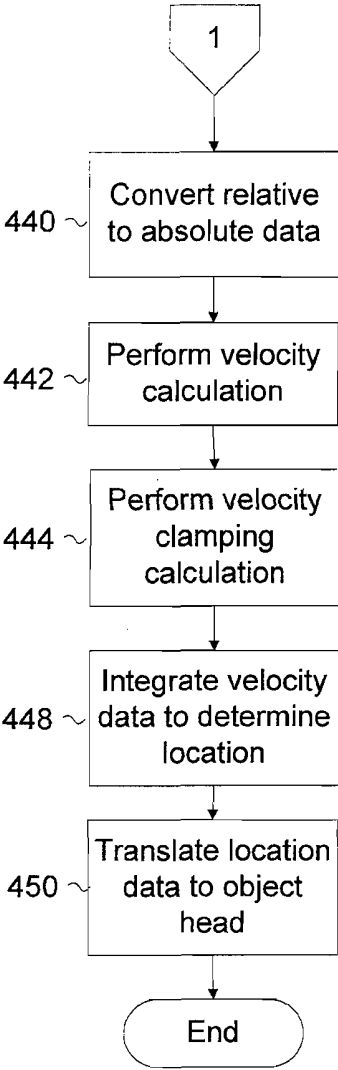 1
Convert relative
to absolute data
440
Perform velocity
calculation
442
Perform velocity
clamping
calculation
444
Integrate velocity
data to determine
location
448
Translate location
data to object
head
450
End